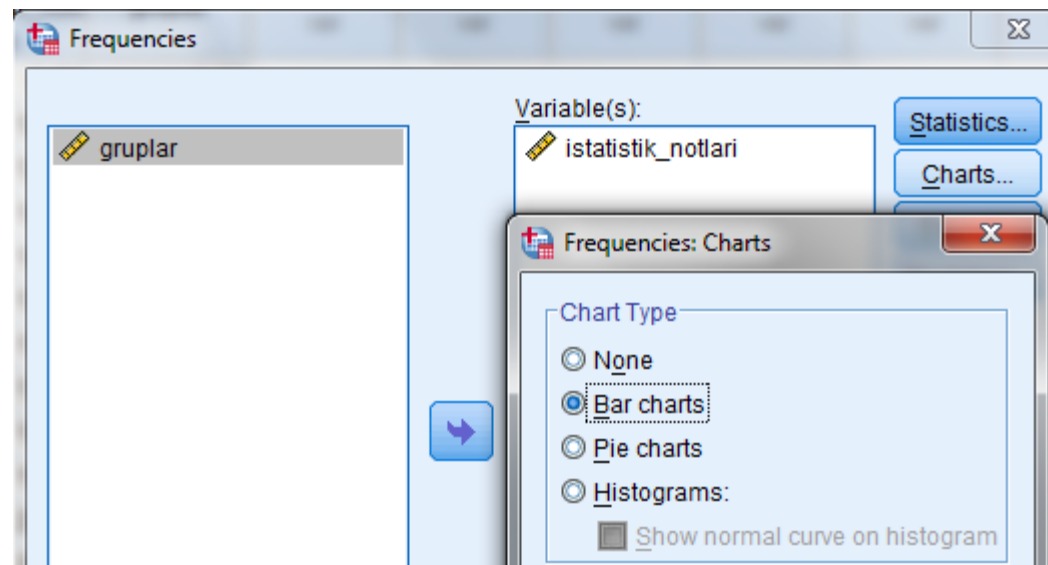 Frequencies
Variable(s):
gruplar
istatistik_notlari
Statistics...
Charts...
Frequencies: Charts
Chart Type
None
Bar charts
Pie charts
Histograms:
Show normal curve on histogram